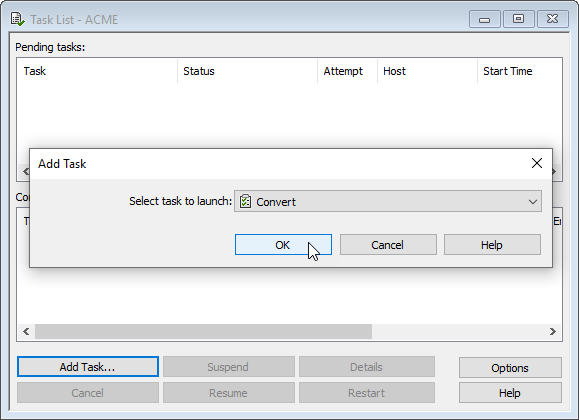 Task List - ACME
Pending tasks:
Task Status Attempt Host Start Time
Add Task
Select task to launch: Convert
OK Cancel Help
Add Task... Suspend Details Options
Cancel Resume Restart Help